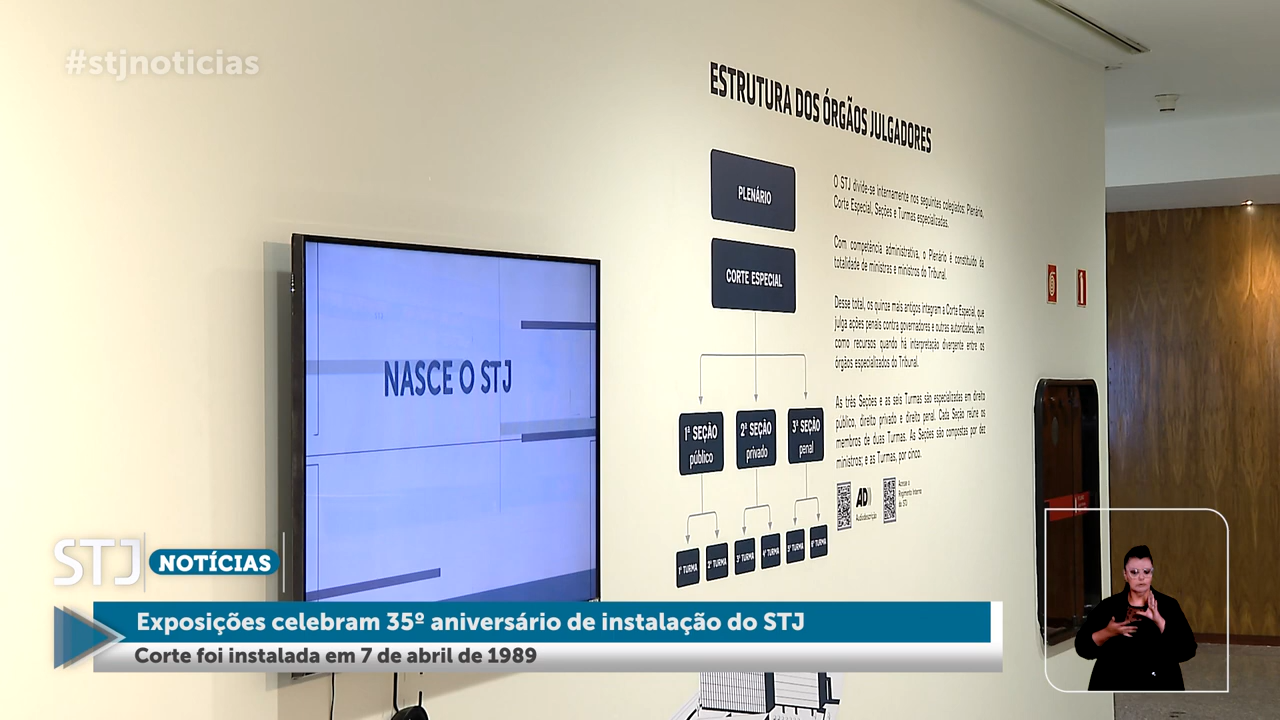 #stjnoticias
ESTRUTURA DOS ÓRGÃOS JULGADORES
PLENÁRIO
CORTE ESPECIAL
1ª SEÇÃO
público
2ª SEÇÃO
privado
3ª SEÇÃO
penal
1ª TURMA
2ª TURMA
3ª TURMA
4ª TURMA
5ª TURMA
6ª TURMA
O STJ divide-se internamente nos seguintes colegiados: Plenário,
Corte Especial, Seções e Turmas especializadas.
Com competência administrativa, o Plenário é constituído da
totalidade de ministras e ministros do Tribunal.
Desse total, os quinze mais antigos integram a Corte Especial, que
julga ações penais contra governadores e outras autoridades, bem
como recursos quando há interpretação divergente entre os
órgãos especializados do Tribunal.
As três Seções e as seis Turmas são especializadas em direito
público, direito privado e direito penal. Cada Seção reúne os
membros de duas Turmas. As Seções são compostas por dez
ministros; e as Turmas, por cinco.
AD
Audiodescrição
Acesse o
Regimento Interno
do STJ
NASCE O STJ
STJ NOTÍCIAS
Exposições celebram 35º aniversário de instalação do STJ
Corte foi instalada em 7 de abril de 1989